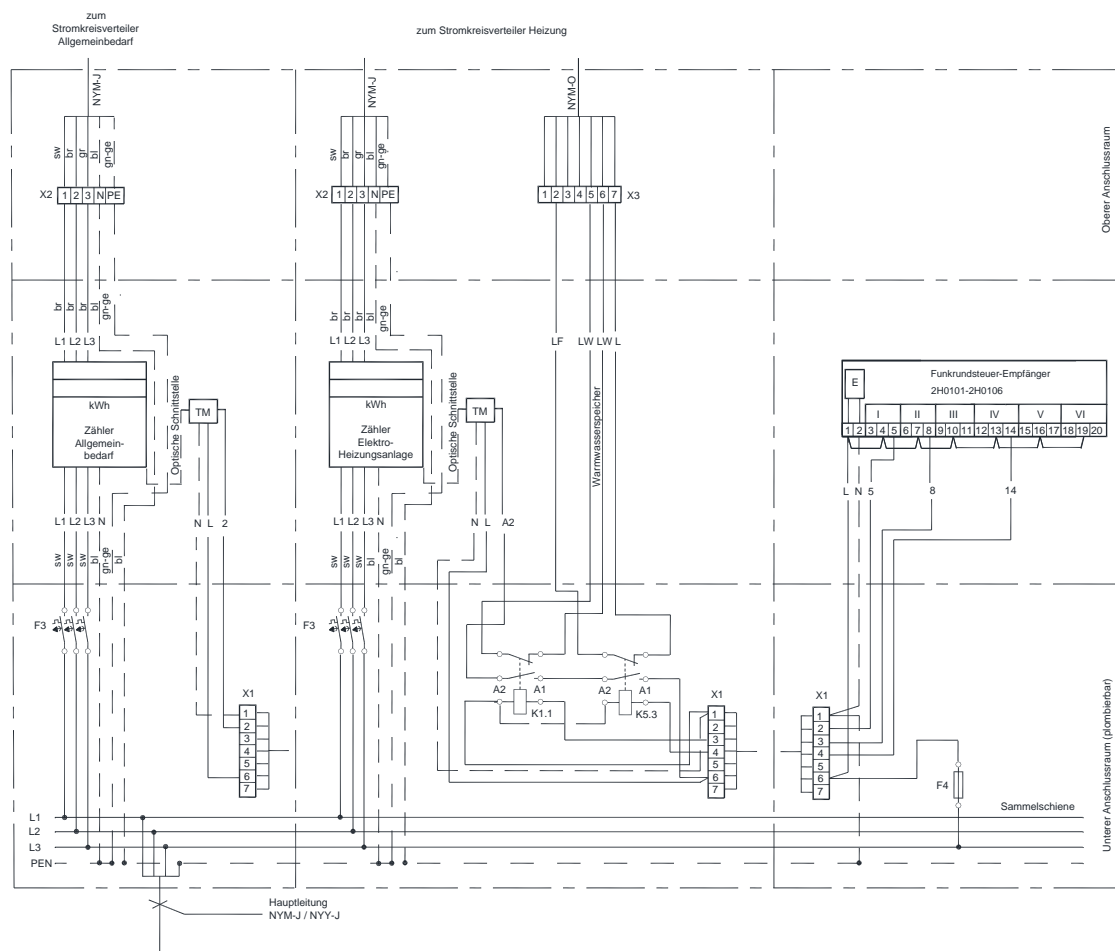 zum
Stromkreisverteiler
Allgemeinbedarf
zum Stromkreisverteiler Heizung
NYM-J
NYM-J
NYM-O
Oberer Anschlussraum
sw br gr bl gn-ge
sw br gr bl gn-ge
X2 1 2 3 N PE
X2 1 2 3 N PE
1 2 3 4 5 6 7 X3
br br gr bl gn-ge
br br gr bl gn-ge
L1 L2 L3
L1 L2 L3
LF LW LW L
kWh
Zähler
Allgemein-
bedarf
Optische Schnittstelle
TM
kWh
Zähler
Elektro-
Heizungsanlage
Optische Schnittstelle
TM
Warmwasserspeicher
E
Funkrundsteuer-Empfänger
2H0101-2H0106
I II III IV V VI
1 2 3 4 5 6 7 8 9 10 11 12 13 14 15 16 17 18 19 20
L N 5 8 14
L1 L2 L3 N
N L 2
L1 L2 L3 N
N L A2
sw sw sw bl gn-ge bl
sw sw sw bl gn-ge bl
F3
F3
A2 A1
K1.1
A2 A1
K5.3
X1
1
2
3
4
5
6
7
X1
1
2
3
4
5
6
7
X1
1
2
3
4
5
6
7
F4
Sammelschiene
Unterer Anschlussraum (plombierbar)
L1
L2
L3
PEN
Hauptleitung
NYM-J / NYY-J